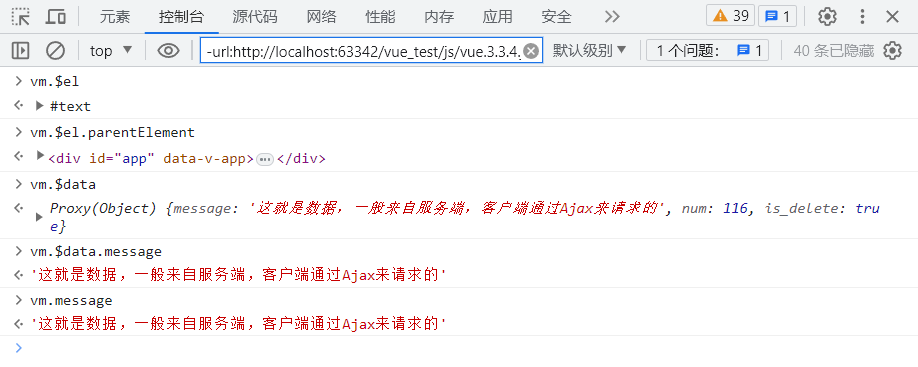 元素 控制台 源代码 网络 性能 内存 应用 安全 39 1
top -url:http://localhost:63342/vue_test/js/vue.3.3.4. 默认级别 1 个问题： 1 40 条已隐藏
vm.$el
#text
vm.$el.parentElement
<div id="app" data-v-app>…</div>
vm.$data
Proxy(Object) {message: '这就是数据，一般来自服务端，客户端通过Ajax来请求的', num: 116, is_delete: tru
e}
vm.$data.message
'这就是数据，一般来自服务端，客户端通过Ajax来请求的'
vm.message
'这就是数据，一般来自服务端，客户端通过Ajax来请求的'